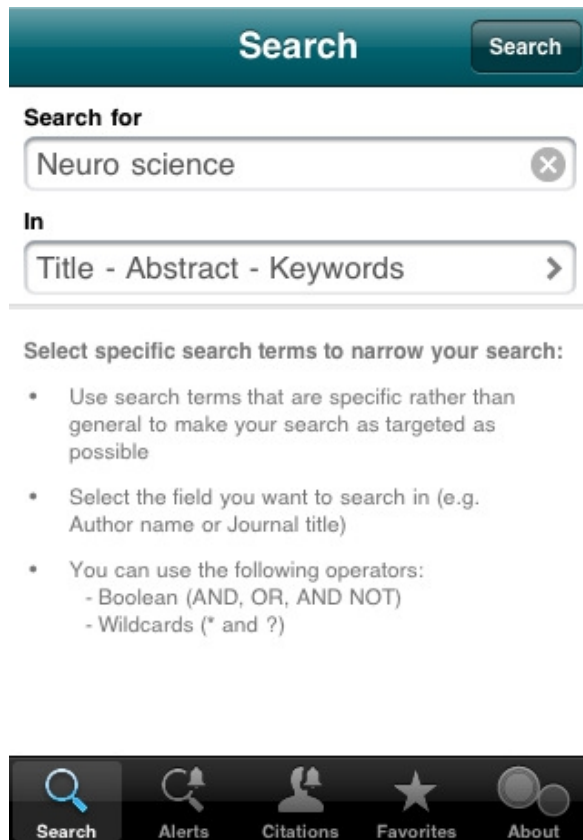 Search Search
Search for
Neuro science
In
Title - Abstract - Keywords
Select specific search terms to narrow your search:
• Use search terms that are specific rather than
general to make your search as targeted as
possible
• Select the field you want to search in (e.g.
Author name or Journal title)
• You can use the following operators:
- Boolean (AND, OR, AND NOT)
- Wildcards (* and ?)
Search Alerts Citations Favorites About